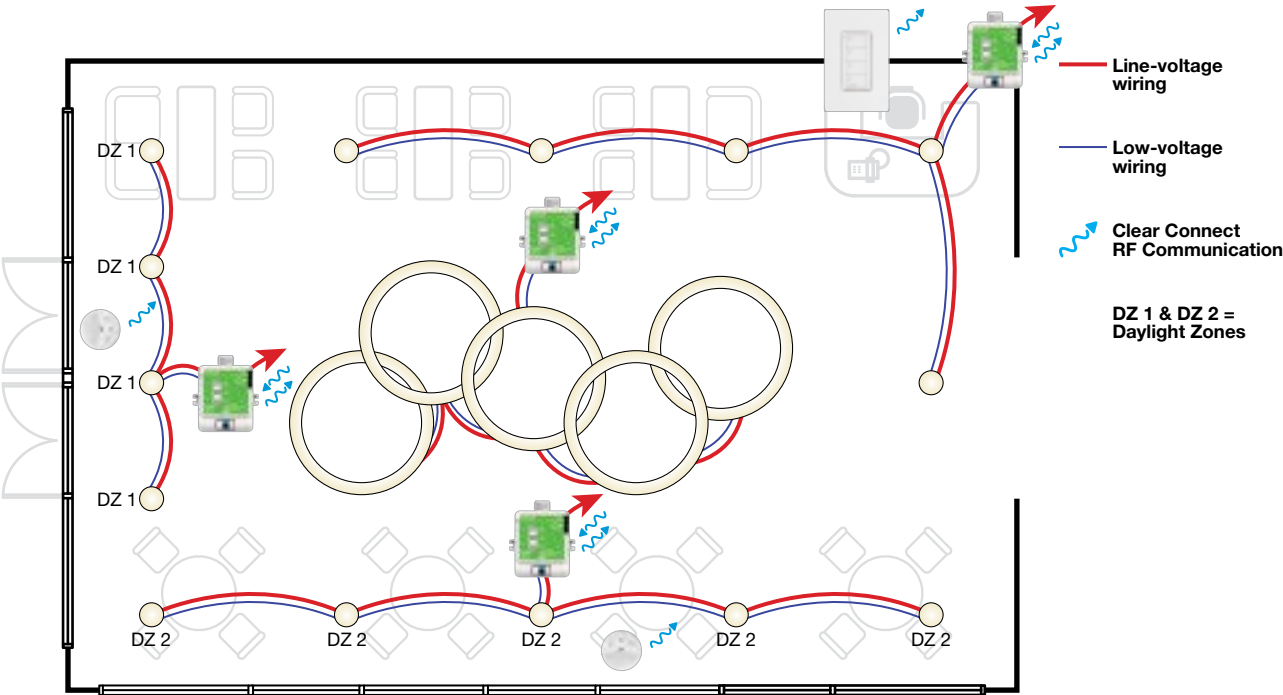 Line-voltage
wiring
Low-voltage
wiring
Clear Connect
RF Communication
DZ 1 & DZ 2 =
Daylight Zones
DZ 1
DZ 1
DZ 1
DZ 1
DZ 2
DZ 2
DZ 2
DZ 2
DZ 2